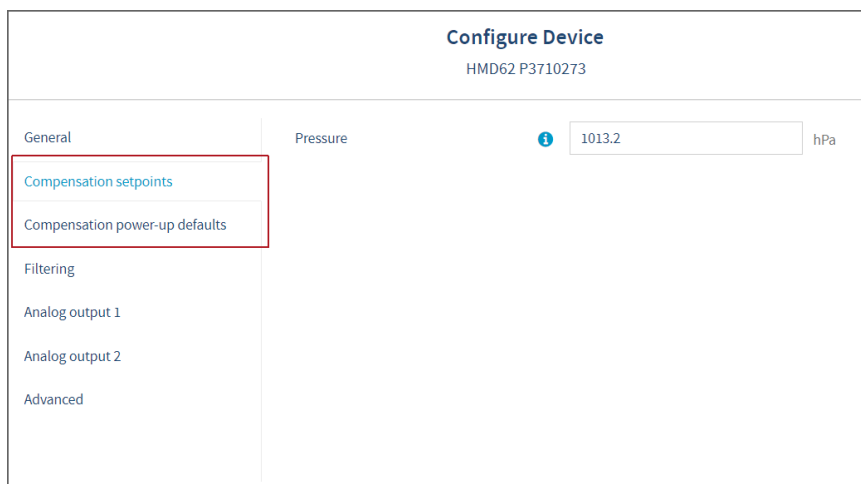 Configure Device
HMD62 P3710273
General
Pressure
1013.2
hPa
Compensation setpoints
Compensation power-up defaults
Filtering
Analog output 1
Analog output 2
Advanced